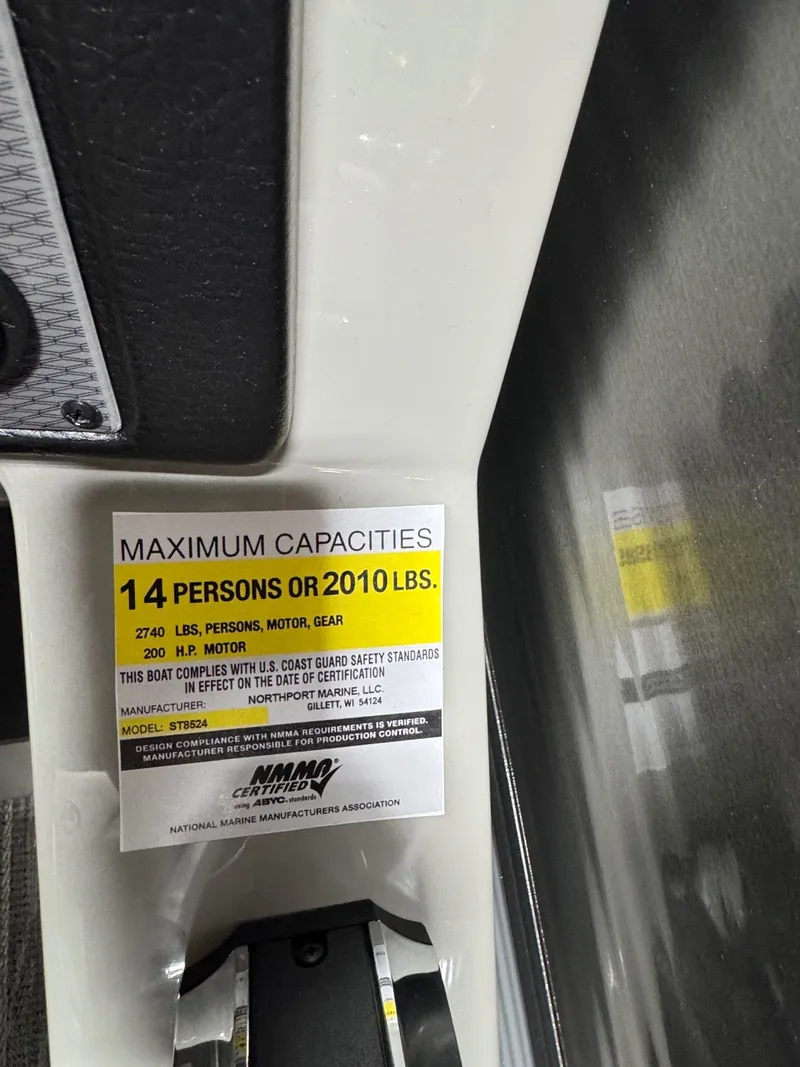 MAXIMUM CAPACITIES
14 PERSONS OR 2010 LBS.
2740 LBS, PERSONS, MOTOR, GEAR
200 H.P. MOTOR
THIS BOAT COMPLIES WITH U.S. COAST GUARD SAFETY STANDARDS
IN EFFECT ON THE DATE OF CERTIFICATION
MANUFACTURER: NORTHPORT MARINE, LLC.
GILLETT, WI 54124
MODEL: ST8524
DESIGN COMPLIANCE WITH NMMA REQUIREMENTS IS VERIFIED.
MANUFACTURER RESPONSIBLE FOR PRODUCTION CONTROL.
NMMA®
CERTIFIED
using ABYC. standards
NATIONAL MARINE MANUFACTURERS ASSOCIATION